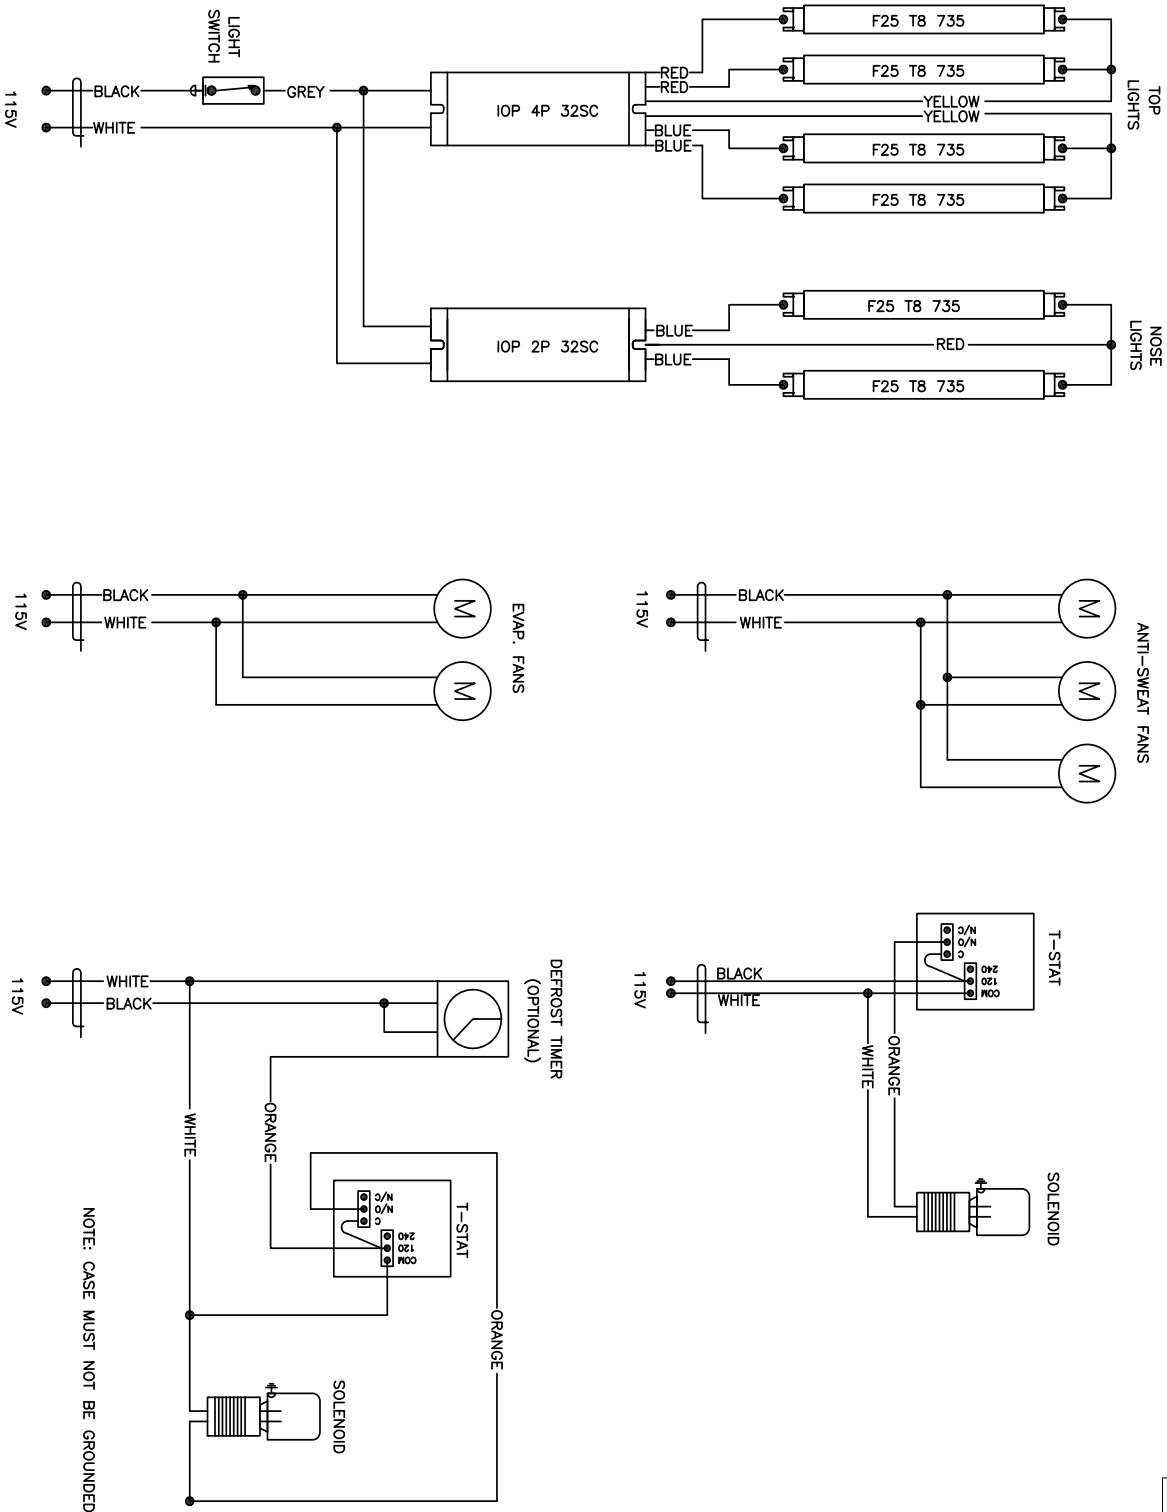 F25 T8 735
F25 T8 735
F25 T8 735
F25 T8 735
TOP
LIGHTS
RED
RED
YELLOW
YELLOW
BLUE
BLUE
IOP 4P 32SC
LIGHT
SWITCH
BLACK
GREY
WHITE
115V
F25 T8 735
F25 T8 735
NOSE
LIGHTS
BLUE
RED
BLUE
IOP 2P 32SC
EVAP. FANS
M
M
BLACK
WHITE
115V
ANTI-SWEAT FANS
M
M
M
BLACK
WHITE
115V
T-STAT
N/C
N/O
C
240
120
COM
BLACK
WHITE
115V
ORANGE
WHITE
SOLENOID
DEFROST TIMER
(OPTIONAL)
WHITE
BLACK
115V
ORANGE
WHITE
T-STAT
N/C
N/O
C
240
120
COM
ORANGE
SOLENOID
NOTE: CASE MUST NOT BE GROUNDED